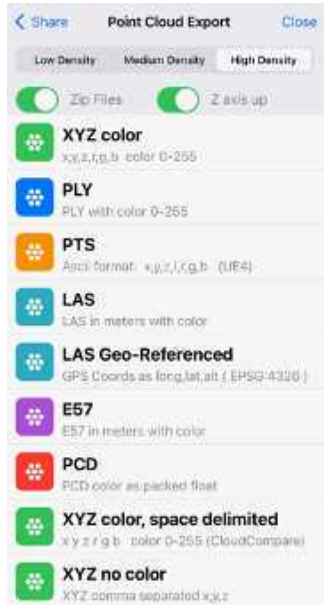 Share Point Cloud Export Close
Low Density Medium Density High Density
Zip Files Z axis up
XYZ color
x,y,z,r,g,b color 0-255
PLY
PLY with color 0-255
PTS
Ascii format: x,y,z,i,r,g,b (UE4)
LAS
LAS in meters with color
LAS Geo-Referenced
GPS Coords as long,lat,alt ( EPSG:4326 )
E57
E57 in meters with color
PCD
PCD color as packed float
XYZ color, space delimited
x y z r g b color 0-255 (CloudCompare)
XYZ no color
XYZ comma separated x,y,z